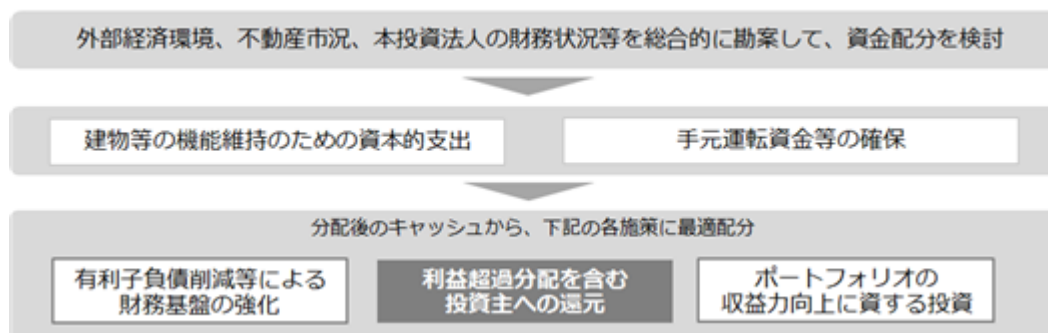 外部経済環境、不動産市況、本投資法人の財務状況等を総合的に勘案して、資金配分を検討
建物等の機能維持のための資本的支出
手元運転資金等の確保
分配後のキャッシュから、下記の各施策に最適配分
有利子負債削減等による
財務基盤の強化
利益超過分配を含む
投資主への還元
ポートフォリオの
収益力向上に資する投資